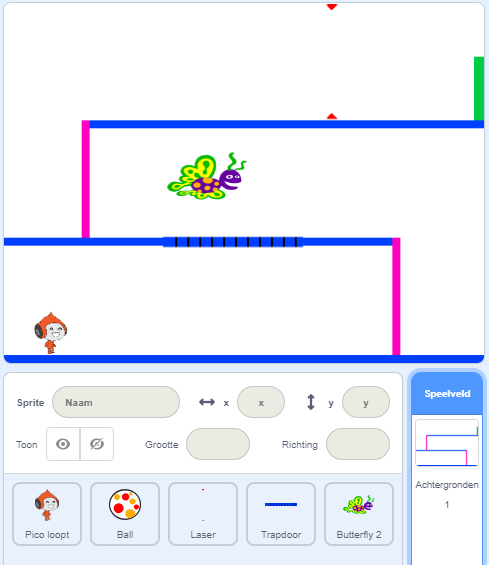 Sprite Naam x x y y
Speelveld
Toon Grootte Richting
Achtergronden
1
Pico loopt Ball Laser Trapdoor Butterfly 2